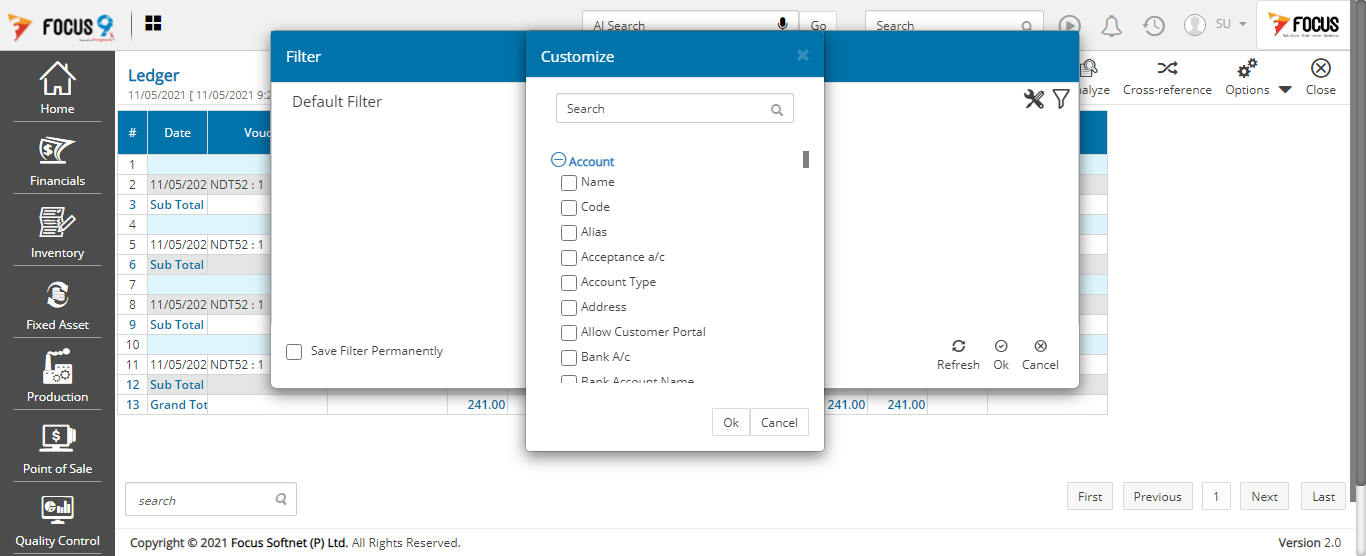 FOCUS 9
AI Search
Go
Search
SU
FOCUS
Home
Financials
Inventory
Fixed Asset
Production
Point of Sale
Quality Control
Ledger
11/05/2021 [ 11/05/2021 9:2
alyze
Cross-reference
Options
Close
# Date Vouc
1
2 11/05/202 NDT52 : 1
3 Sub Total
4
5 11/05/202 NDT52 : 1
6 Sub Total
7
8 11/05/202 NDT52 : 1
9 Sub Total
10
11 11/05/202 NDT52 : 1
12 Sub Total
13 Grand Tot 241.00 241.00 241.00
Filter
Default Filter
Save Filter Permanently
Refresh
Ok
Cancel
Customize
Search
Account
Name
Code
Alias
Acceptance a/c
Account Type
Address
Allow Customer Portal
Bank A/c
Bank Account Name
Ok
Cancel
search
First
Previous
1
Next
Last
Copyright © 2021 Focus Softnet (P) Ltd. All Rights Reserved.
Version 2.0